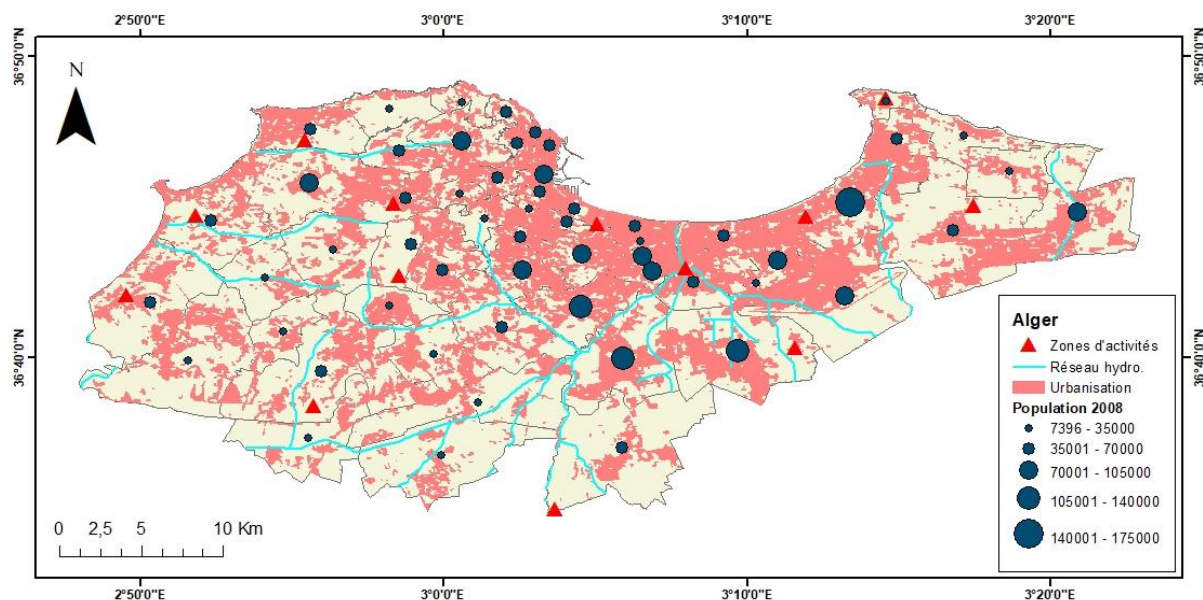 2°50'0"E 3°0'0"E 3°10'0"E 3°20'0"E
36°50'0"N 36°50'0"N
N
36°40'0"N 36°40'0"N
Alger
Zones d'activités
Réseau hydro.
Urbanisation
Population 2008
7396 - 35000
35001 - 70000
70001 - 105000
105001 - 140000
140001 - 175000
0 2,5 5 10 Km
2°50'0"E 3°0'0"E 3°10'0"E 3°20'0"E